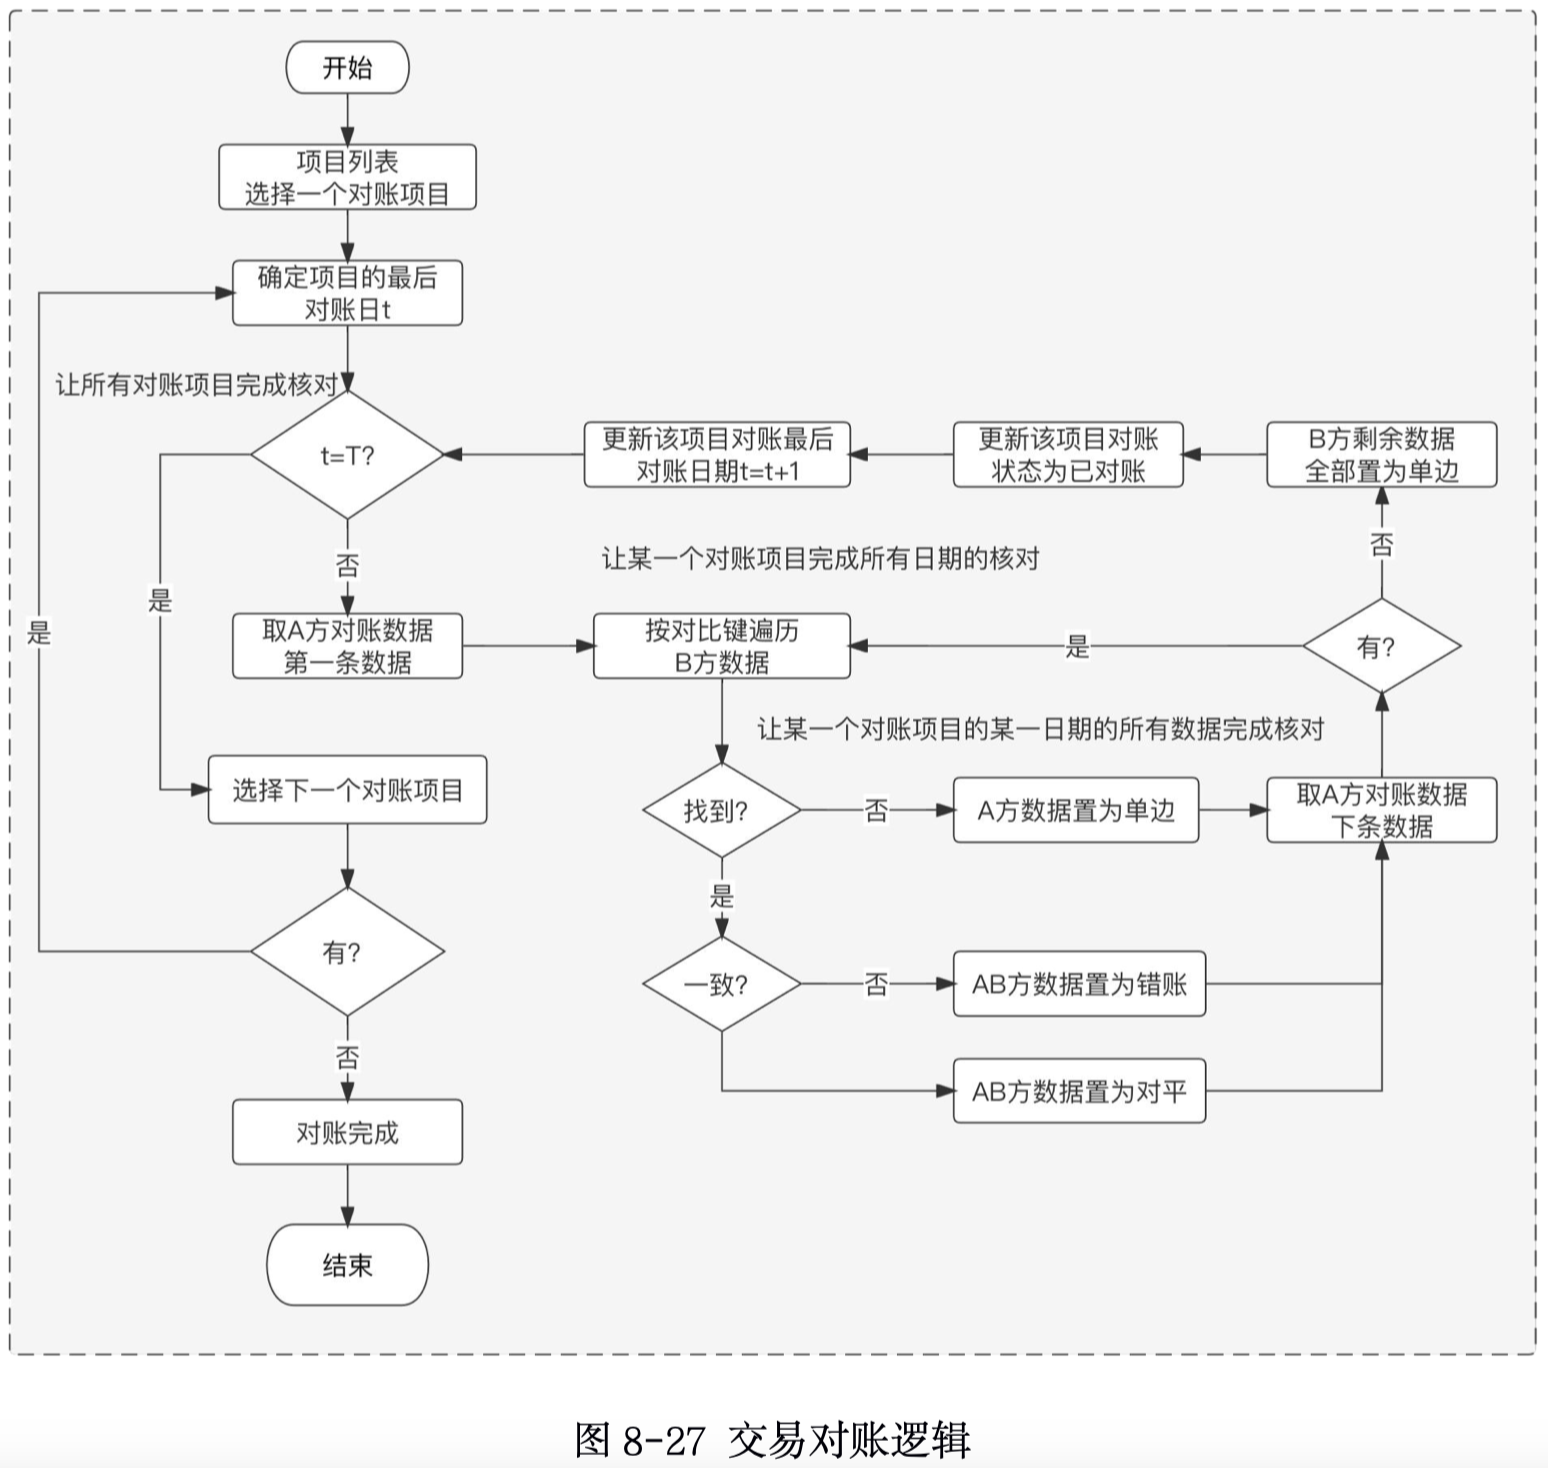 开始
项目列表
选择一个对账项目
确定项目的最后
对账日t
让所有对账项目完成核对
t=T?
更新该项目对账最后
对账日期t=t+1
更新该项目对账
状态为已对账
B方剩余数据
全部置为单边
否
否
让某一个对账项目完成所有日期的核对
是
是
取A方对账数据
第一条数据
按对比键遍历
B方数据
是
有?
让某一个对账项目的某一日期的所有数据完成核对
选择下一个对账项目
找到?
否
A方数据置为单边
取A方对账数据
下条数据
是
有?
一致?
否
AB方数据置为错账
否
AB方数据置为对平
对账完成
结束
图 8-27 交易对账逻辑